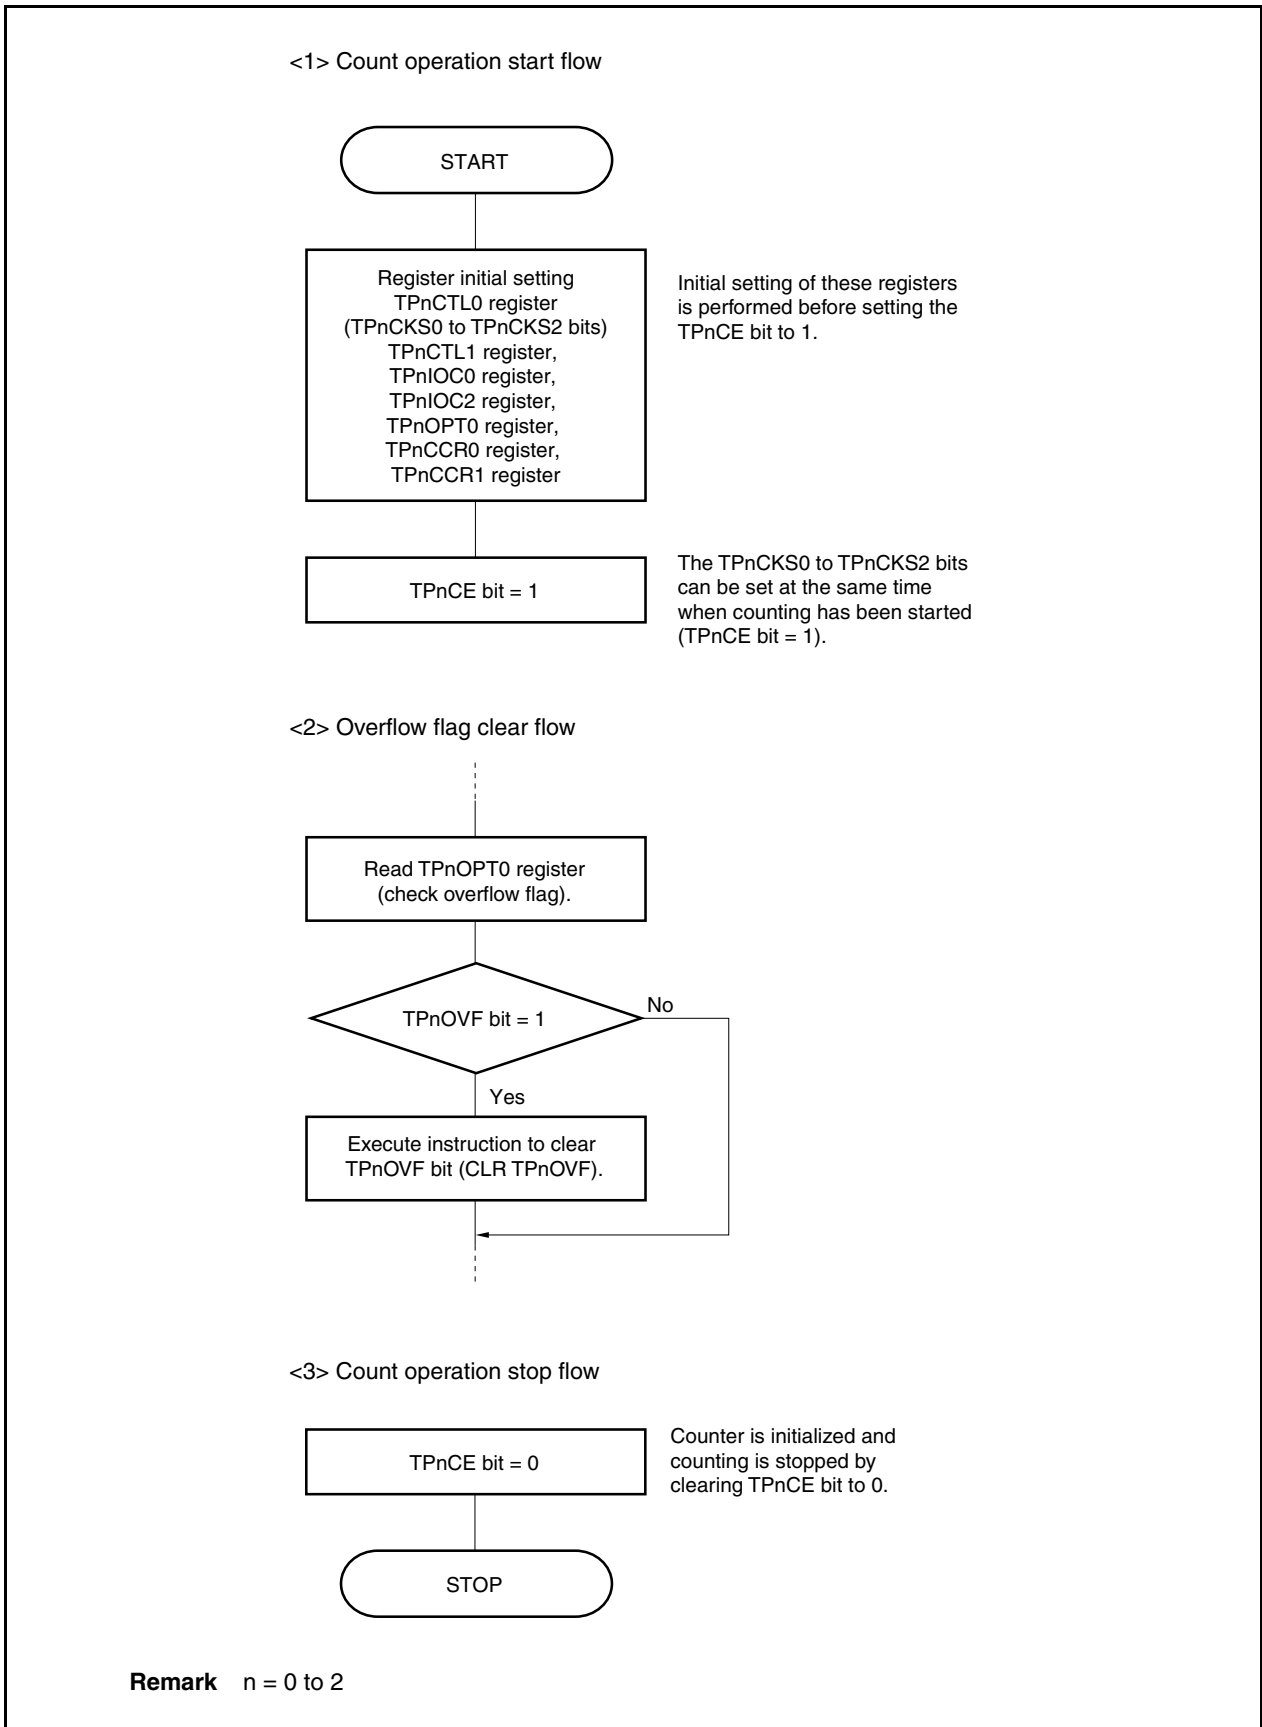 <1> Count operation start flow
START
Register initial setting
TPnCTL0 register
(TPnCKS0 to TPnCKS2 bits)
TPnCTL1 register,
TPnIOC0 register,
TPnIOC2 register,
TPnOPT0 register,
TPnCCR0 register,
TPnCCR1 register
Initial setting of these registers
is performed before setting the
TPnCE bit to 1.
TPnCE bit = 1
The TPnCKS0 to TPnCKS2 bits
can be set at the same time
when counting has been started
(TPnCE bit = 1).
<2> Overflow flag clear flow
Read TPnOPT0 register
(check overflow flag).
TPnOVF bit = 1
No
Yes
Execute instruction to clear
TPnOVF bit (CLR TPnOVF).
<3> Count operation stop flow
TPnCE bit = 0
Counter is initialized and
counting is stopped by
clearing TPnCE bit to 0.
STOP
Remark n = 0 to 2